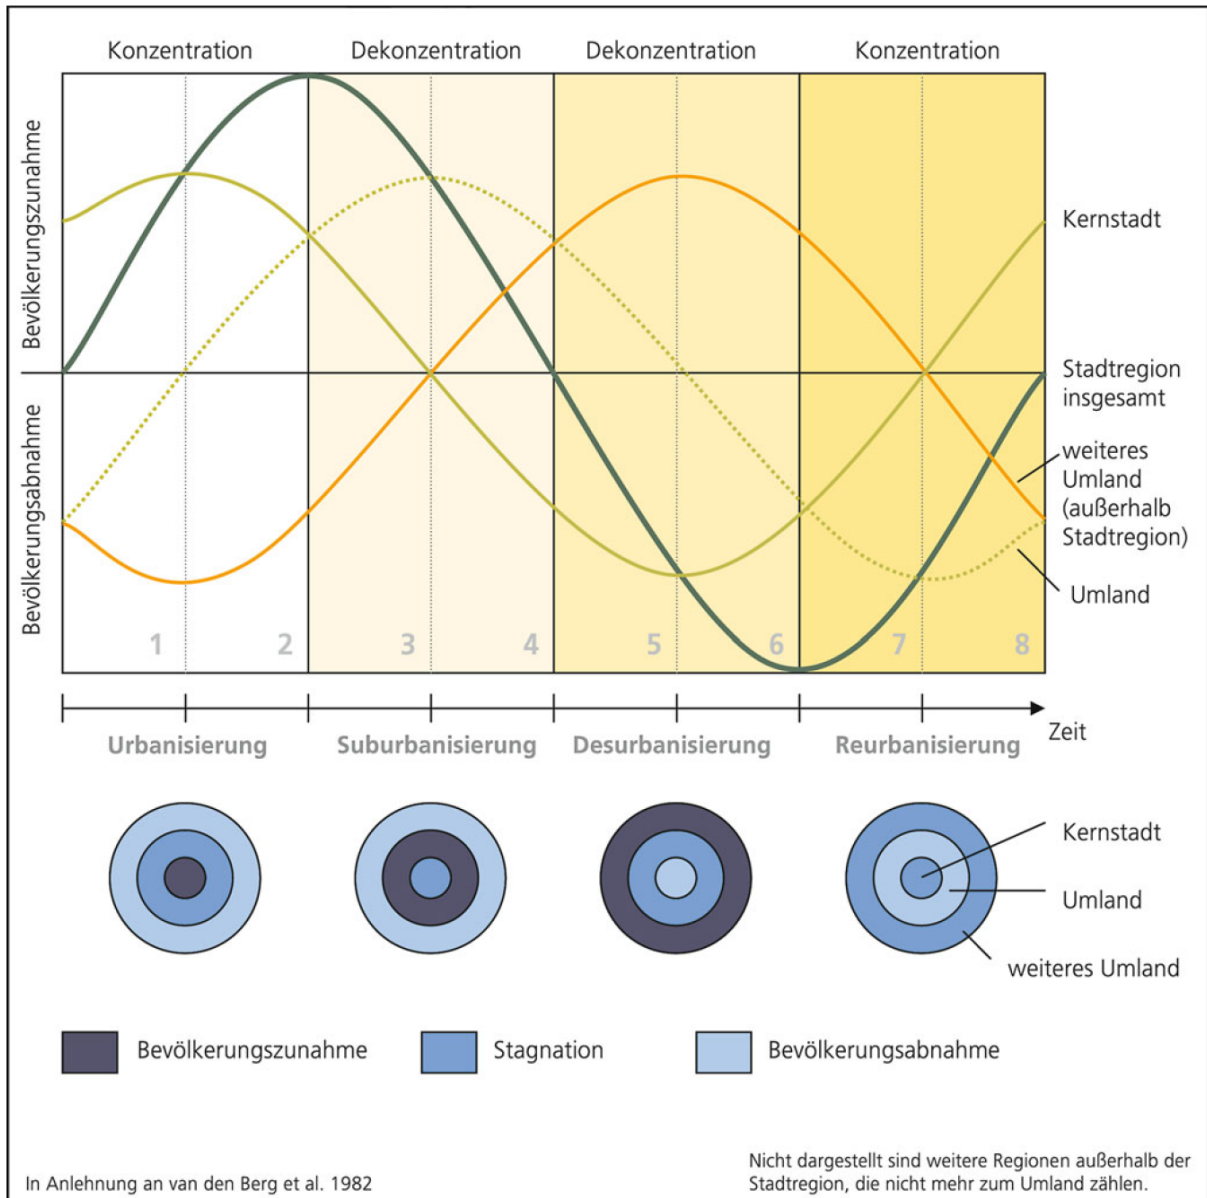 Konzentration
Dekonzentration
Dekonzentration
Konzentration
Bevölkerungszunahme
Bevölkerungsabnahme
Kernstadt
Stadtregion
insgesamt
weiteres
Umland
(außerhalb
Stadtregion)
Umland
1
2
3
4
5
6
7
8
Zeit
Urbanisierung
Suburbanisierung
Desurbanisierung
Reurbanisierung
Kernstadt
Umland
weiteres Umland
Bevölkerungszunahme
Stagnation
Bevölkerungsabnahme
In Anlehnung an van den Berg et al. 1982
Nicht dargestellt sind weitere Regionen außerhalb der
Stadtregion, die nicht mehr zum Umland zählen.